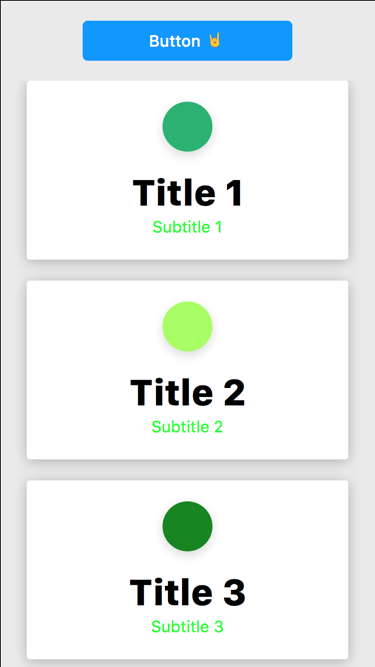 Button 🤘
Title 1
Subtitle 1
Title 2
Subtitle 2
Title 3
Subtitle 3